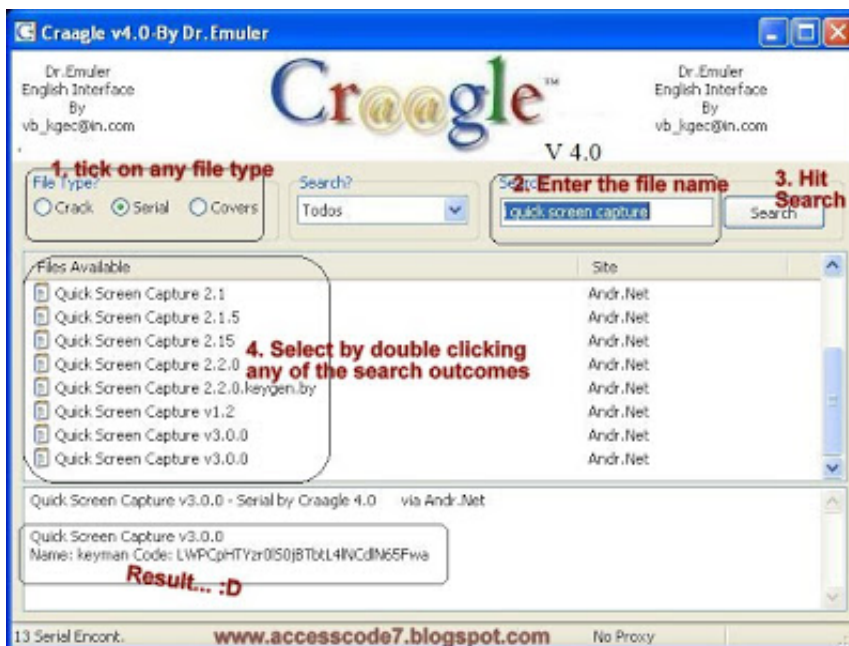 Craagle v4.0-By Dr.Emuler
Dr.Emuler
English Interface
By
vb_kgec@in.com
Cr@@gle™
V 4.0
Dr.Emuler
English Interface
By
vb_kgec@in.com
1. tick on any file type
File Type?
Crack Serial Covers
Search?
Todos
2. Enter the file name
quick screen capture
3. Hit
Search
Search
Files Available Site
Quick Screen Capture 2.1 Andr.Net
Quick Screen Capture 2.1.5 Andr.Net
Quick Screen Capture 2.15 Andr.Net
Quick Screen Capture 2.2.0 Andr.Net
Quick Screen Capture 2.2.0.keygen.by Andr.Net
Quick Screen Capture v1.2 Andr.Net
Quick Screen Capture v3.0.0 Andr.Net
Quick Screen Capture v3.0.0 Andr.Net
4. Select by double clicking
any of the search outcomes
Quick Screen Capture v3.0.0 - Serial by Craagle 4.0 via Andr.Net
Quick Screen Capture v3.0.0
Name: keyman Code:
Result... :D
13 Serial Encont. www.accesscode7.blogspot.com No Proxy